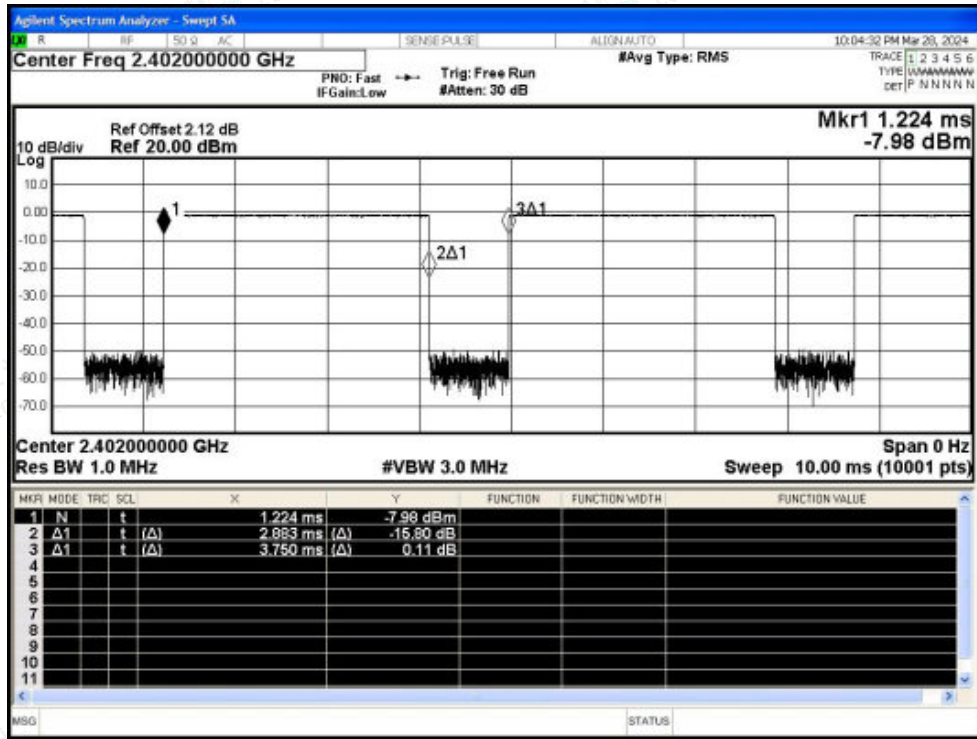 Agilent Spectrum Analyzer - Swept SA
R RF 50 Ω AC SENSE:PULSE ALIGN AUTO 10:04:32 PM Mar 28, 2024
Center Freq 2.402000000 GHz #Avg Type: RMS TRACE 1 2 3 4 5 6
PNO: Fast Trig: Free Run TYPE
IFGain:Low #Atten: 30 dB DET P N N N N N
Mkr1 1.224 ms
Ref Offset 2.12 dB
10 dB/div Ref 20.00 dBm -7.98 dBm
Log
10.0
0.00
1 3Δ1
-10.0
2Δ1
-20.0
-30.0
-40.0
-50.0
-60.0
-70.0
Center 2.402000000 GHz Span 0 Hz
Res BW 1.0 MHz #VBW 3.0 MHz Sweep 10.00 ms (10001 pts)
MKR MODE TRC SCL X Y FUNCTION FUNCTION WIDTH FUNCTION VALUE
1 N t 1.224 ms -7.98 dBm
2 Δ1 t (Δ) 2.883 ms (Δ) -15.80 dB
3 Δ1 t (Δ) 3.750 ms (Δ) 0.11 dB
4
5
6
7
8
9
10
11
MSG STATUS